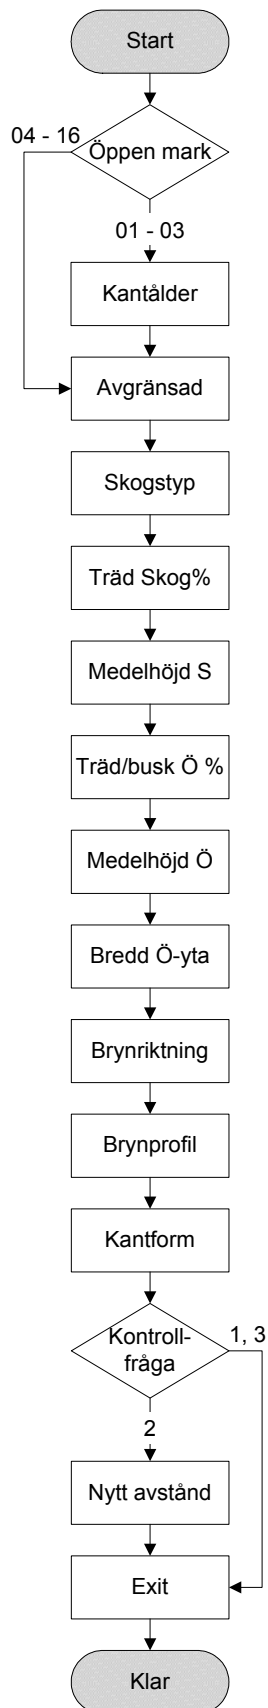 Start
04 - 16
Öppen mark
01 - 03
Kantålder
Avgränsad
Skogstyp
Träd Skog%
Medelhöjd S
Träd/busk Ö %
Medelhöjd Ö
Bredd Ö-yta
Brynriktning
Brynprofil
Kantform
Kontroll-
fråga
1, 3
2
Nytt avstånd
Exit
Klar